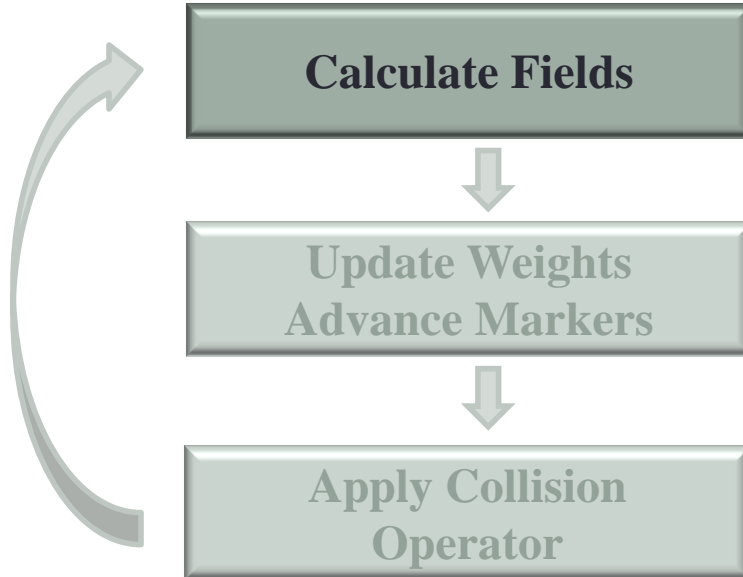 Calculate Fields
Update Weights
Advance Markers
Apply Collision
Operator